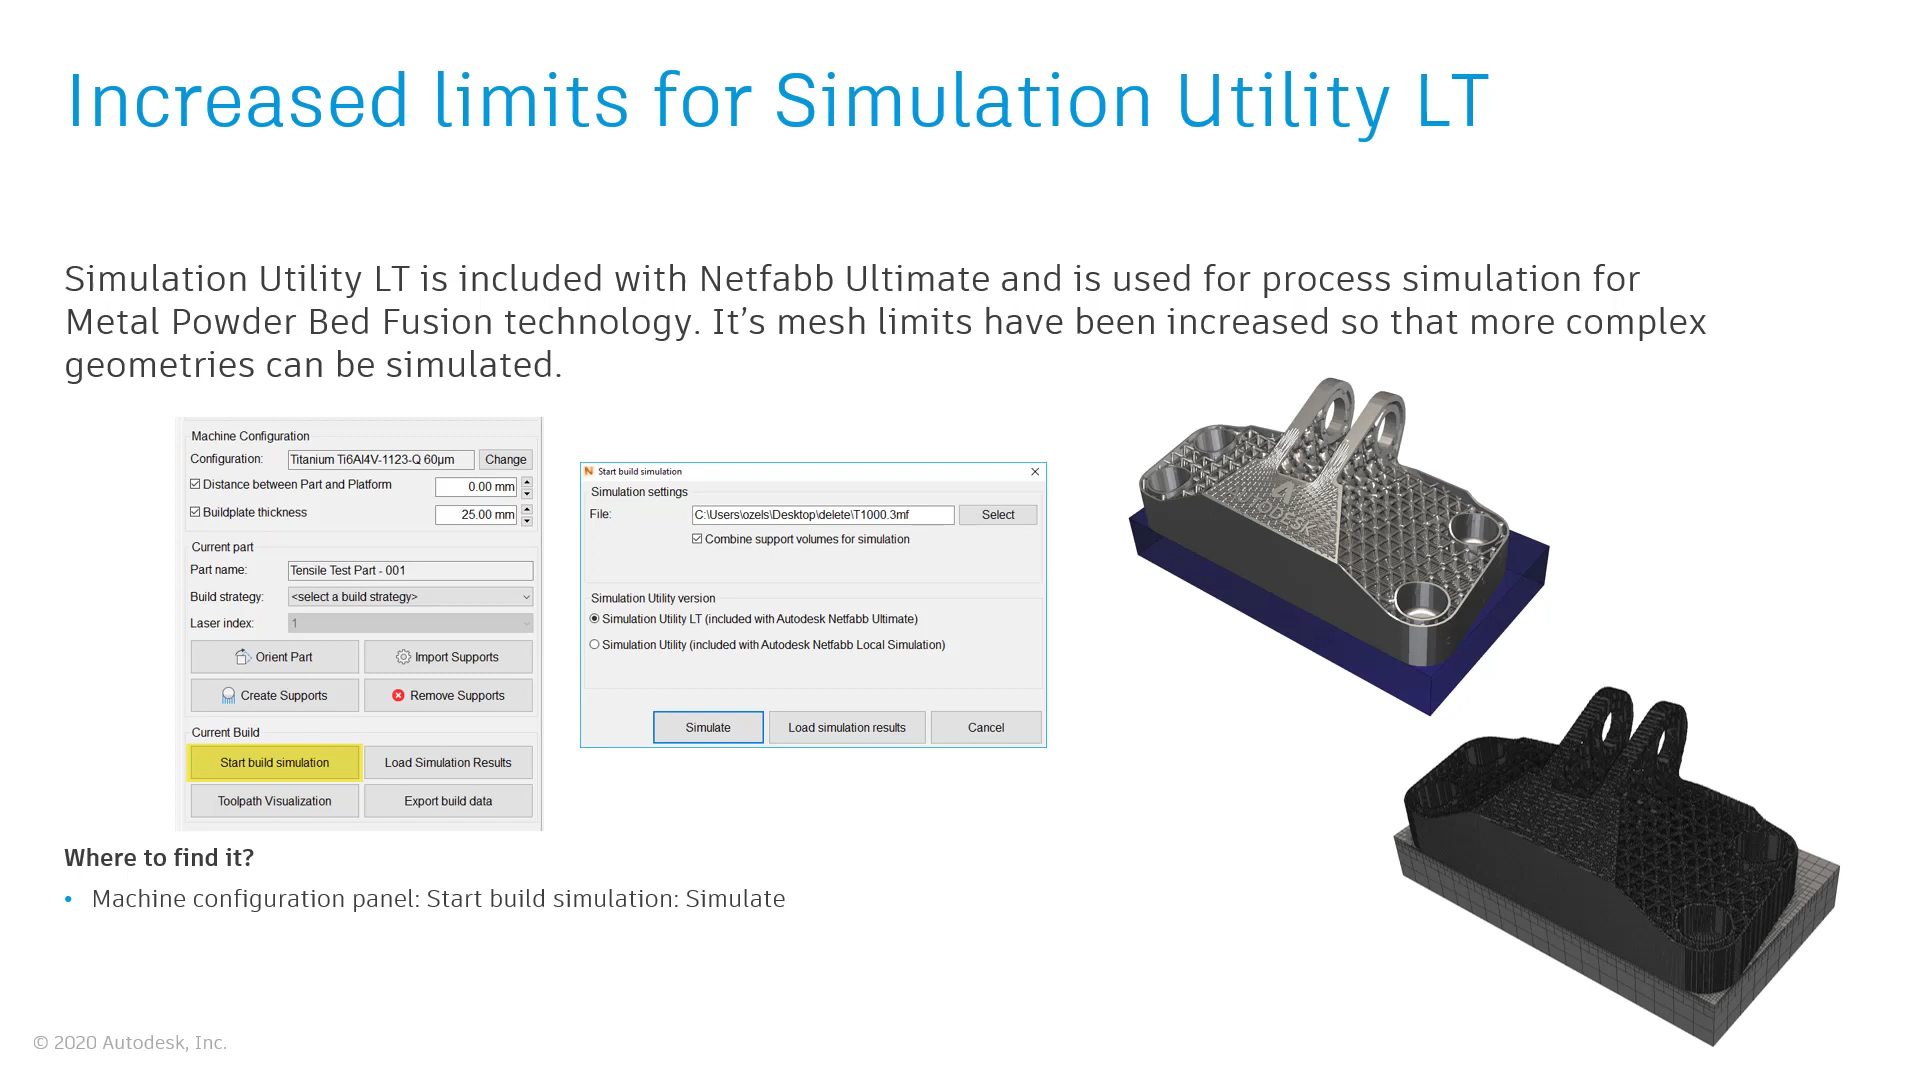 Increased limits for Simulation Utility LT
Simulation Utility LT is included with Netfabb Ultimate and is used for process simulation for
Metal Powder Bed Fusion technology. It’s mesh limits have been increased so that more complex
geometries can be simulated.
Machine Configuration
Configuration: Titanium Ti6Al4V-1123-Q 60µm Change
Distance between Part and Platform 0.00 mm
Buildplate thickness 25.00 mm
Current part
Part name: Tensile Test Part - 001
Build strategy: <select a build strategy>
Laser index: 1
Orient Part Import Supports
Create Supports Remove Supports
Current Build
Start build simulation Load Simulation Results
Toolpath Visualization Export build data
Start build simulation
Simulation settings
File: C:\Users\ozels\Desktop\delete\T1000.3mf Select
Combine support volumes for simulation
Simulation Utility version
Simulation Utility LT (included with Autodesk Netfabb Ultimate)
Simulation Utility (included with Autodesk Netfabb Local Simulation)
Simulate Load simulation results Cancel
AUTODESK
Where to find it?
• Machine configuration panel: Start build simulation: Simulate
© 2020 Autodesk, Inc.